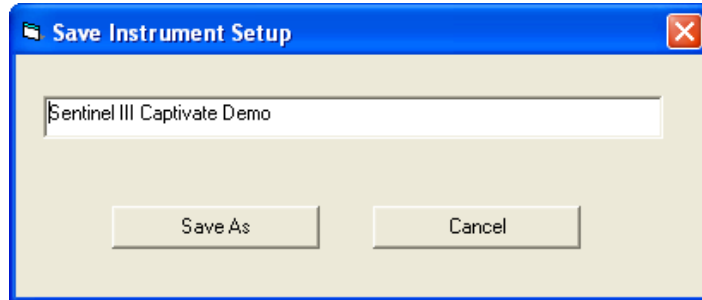 Save Instrument Setup
Sentinel III Captivate Demo
Save As
Cancel